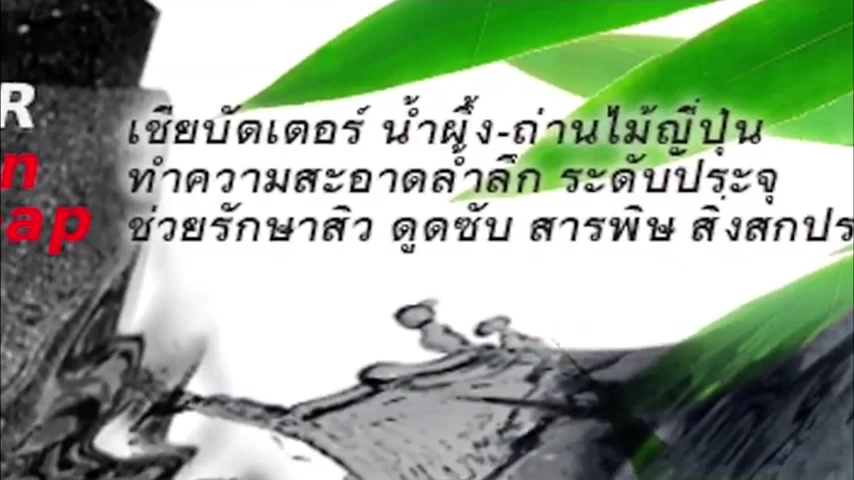 R
n
ap
เชียบัตเตอร์ น้ำผึ้ง-ถ่านไม้ญี่ปุ่น
ทำความสะอาดล้ำลึก ระดับประจุ
ช่วยรักษาสิว ดูดซับ สารพิษ สิ่งสกปร